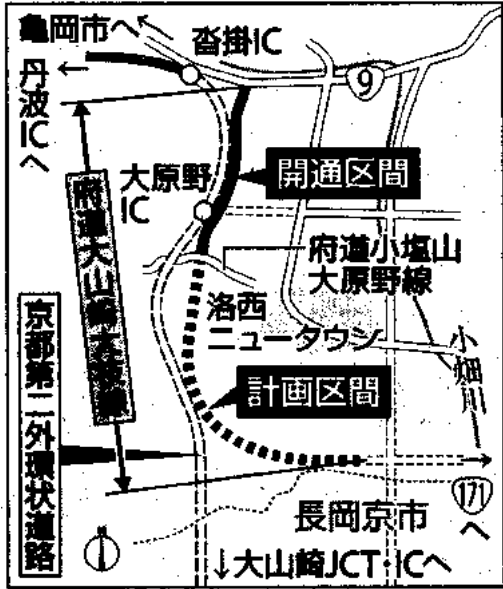 亀岡市へ
沓掛IC
丹波ICへ
9
大原野
IC
開通区間
府道小塩山
大原野線
府道大山崎大枝線
洛西
ニュータウン
小畑川
計画区間
京都第二外環状道路
171
へ
長岡京市
↓大山崎JCT・ICへ